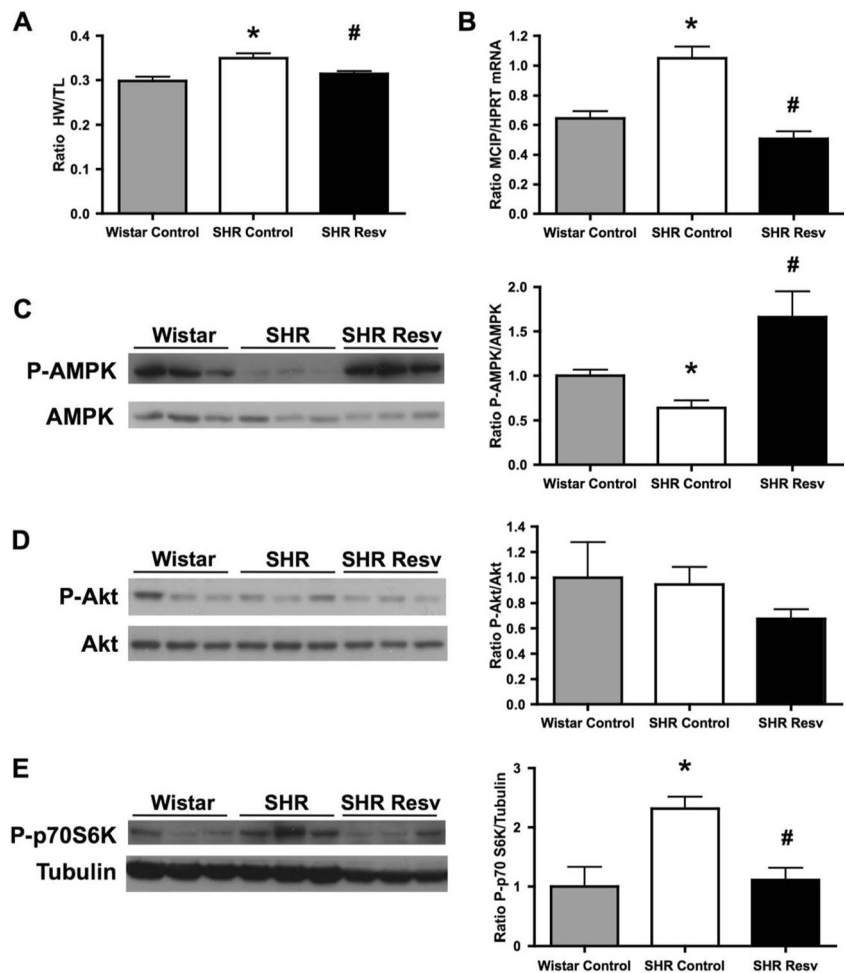 A
*
#
0.4
0.3
0.2
0.1
0.0
Ratio HW/TL
Wistar Control SHR Control SHR Resv
B
*
#
1.4
1.2
1.0
0.8
0.6
0.4
0.2
0.0
Ratio MCIP/HPRT mRNA
Wistar Control SHR Control SHR Resv
C
Wistar SHR SHR Resv
P-AMPK
AMPK
#
*
2.0
1.5
1.0
0.5
0.0
Ratio P-AMPK/AMPK
Wistar Control SHR Control SHR Resv
D
Wistar SHR SHR Resv
P-Akt
Akt
1.4
1.2
1.0
0.8
0.6
0.4
0.2
0.0
Ratio P-Akt/Akt
Wistar Control SHR Control SHR Resv
E
Wistar SHR SHR Resv
P-p70S6K
Tubulin
*
#
3
2
1
0
Ratio P-p70 S6K/Tubulin
Wistar Control SHR Control SHR Resv